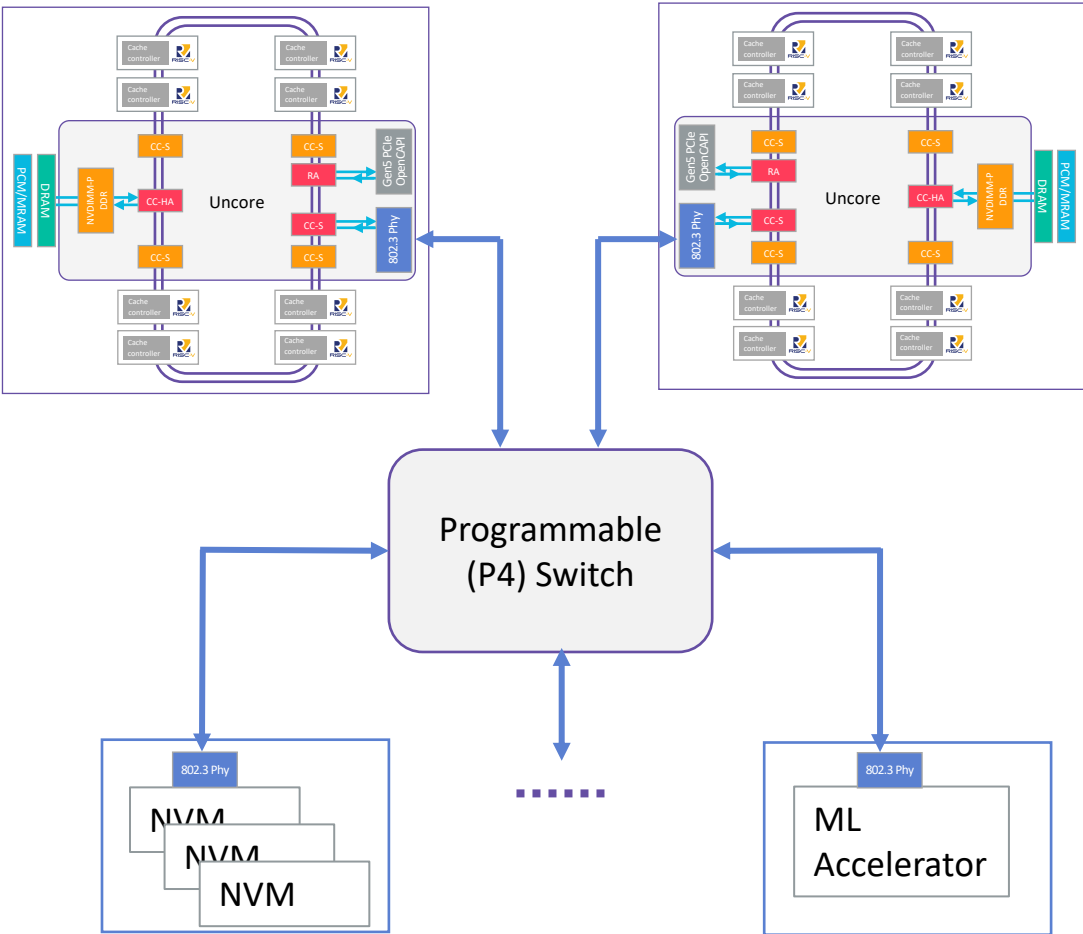 Cache
controller
RISC-V
Cache
controller
RISC-V
Cache
controller
RISC-V
Cache
controller
RISC-V
PCM/MRAM
DRAM
NVDIMM-P
DDR
CC-S
CC-HA
CC-S
Uncore
CC-S
RA
CC-S
CC-S
Gen5 PCIe
OpenCAPI
802.3 Phy
Cache
controller
RISC-V
Cache
controller
RISC-V
Cache
controller
RISC-V
Cache
controller
RISC-V
Cache
controller
RISC-V
Cache
controller
RISC-V
Cache
controller
RISC-V
Cache
controller
RISC-V
Gen5 PCIe
OpenCAPI
802.3 Phy
CC-S
RA
CC-S
CC-S
Uncore
CC-S
CC-HA
CC-S
NVDIMM-P
DDR
DRAM
PCM/MRAM
Cache
controller
RISC-V
Cache
controller
RISC-V
Cache
controller
RISC-V
Cache
controller
RISC-V
Programmable
(P4) Switch
802.3 Phy
NVM
NVM
NVM
802.3 Phy
ML
Accelerator